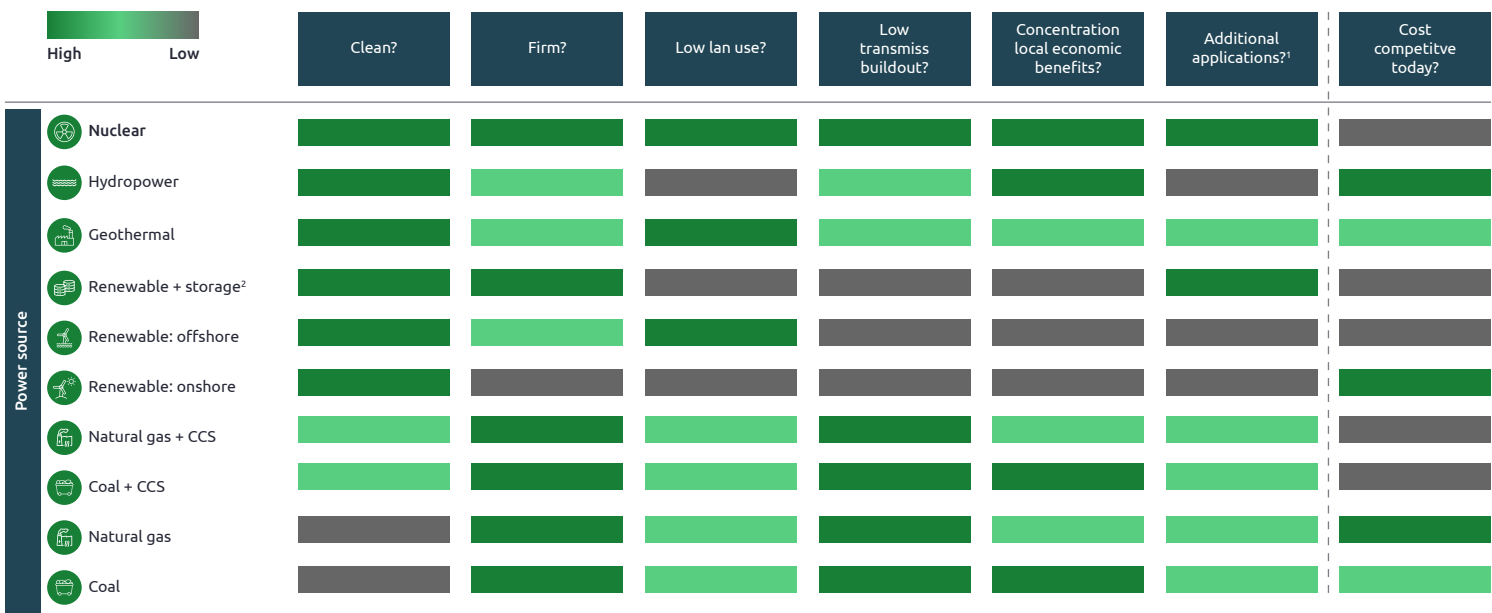 High
Low
Clean?
Firm?
Low lan use?
Low
transmiss
buildout?
Concentration
local economic
benefits?
Additional
applications?¹
Cost
competitve
today?
Power source
Nuclear
Hydropower
Geothermal
Renewable + storage²
Renewable: offshore
Renewable: onshore
Natural gas + CCS
Coal + CCS
Natural gas
Coal